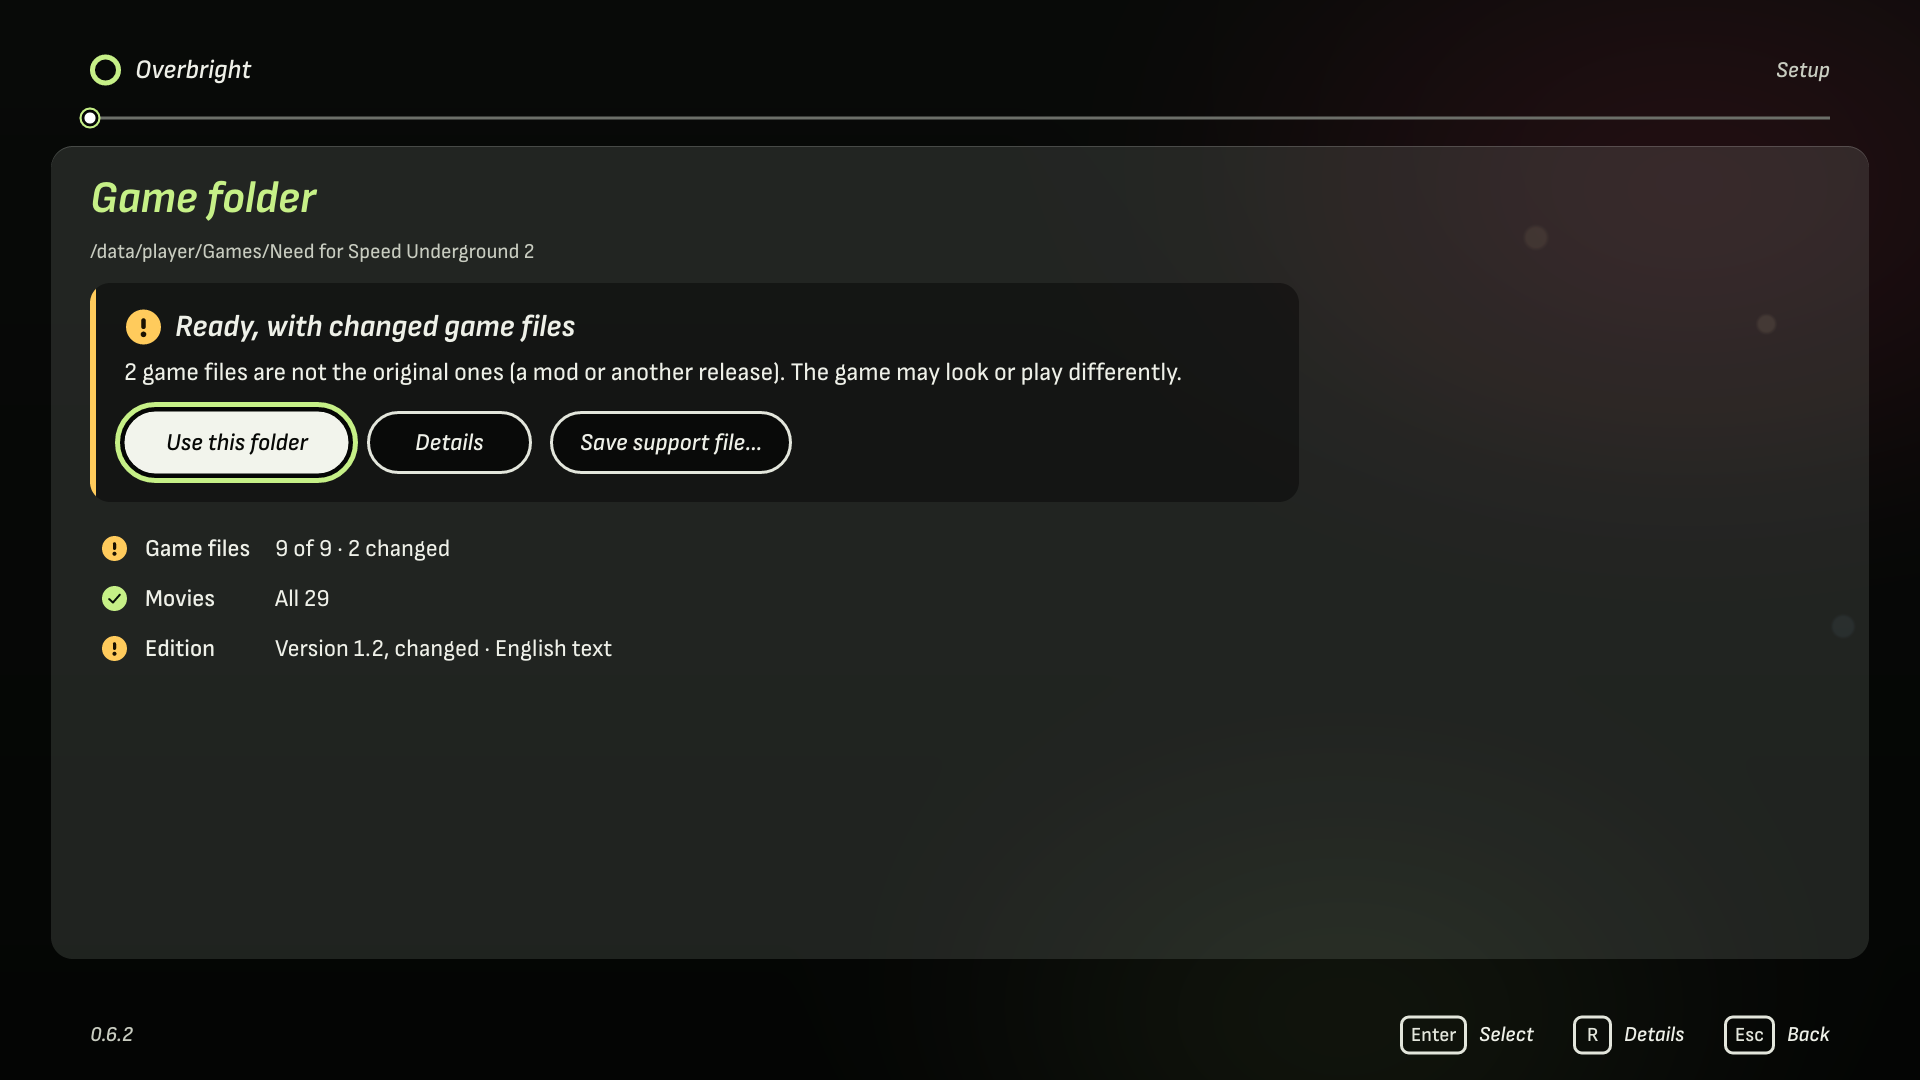 Overbright
Setup
Game folder
/data/player/Games/Need for Speed Underground 2
Ready, with changed game files
2 game files are not the original ones (a mod or another release). The game may look or play differently.
Use this folder
Details
Save support file...
Game files 9 of 9 · 2 changed
Movies All 29
Edition Version 1.2, changed · English text
0.6.2
Enter Select
R Details
Esc Back